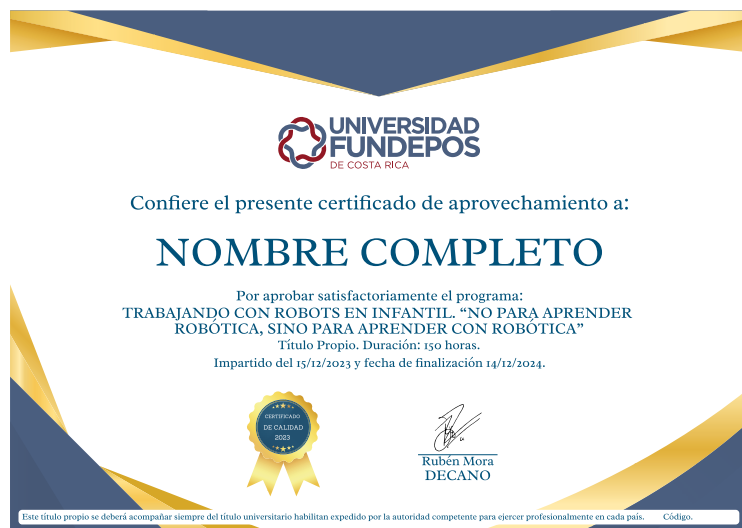 UNIVERSIDAD
FUNDEPOS
DE COSTA RICA
Confiere el presente certificado de aprovechamiento a:
NOMBRE COMPLETO
Por aprobar satisfactoriamente el programa:
TRABAJANDO CON ROBOTS EN INFANTIL. “NO PARA APRENDER
ROBÓTICA, SINO PARA APRENDER CON ROBÓTICA”
Título Propio. Duración: 150 horas.
Impartido del 15/12/2023 y fecha de finalización 14/12/2024.
CERTIFICADO
DE CALIDAD
2023
Rubén Mora
DECANO
Este título propio se deberá acompañar siempre del título universitario habilitan expedido por la autoridad competente para ejercer profesionalmente en cada país. Código.